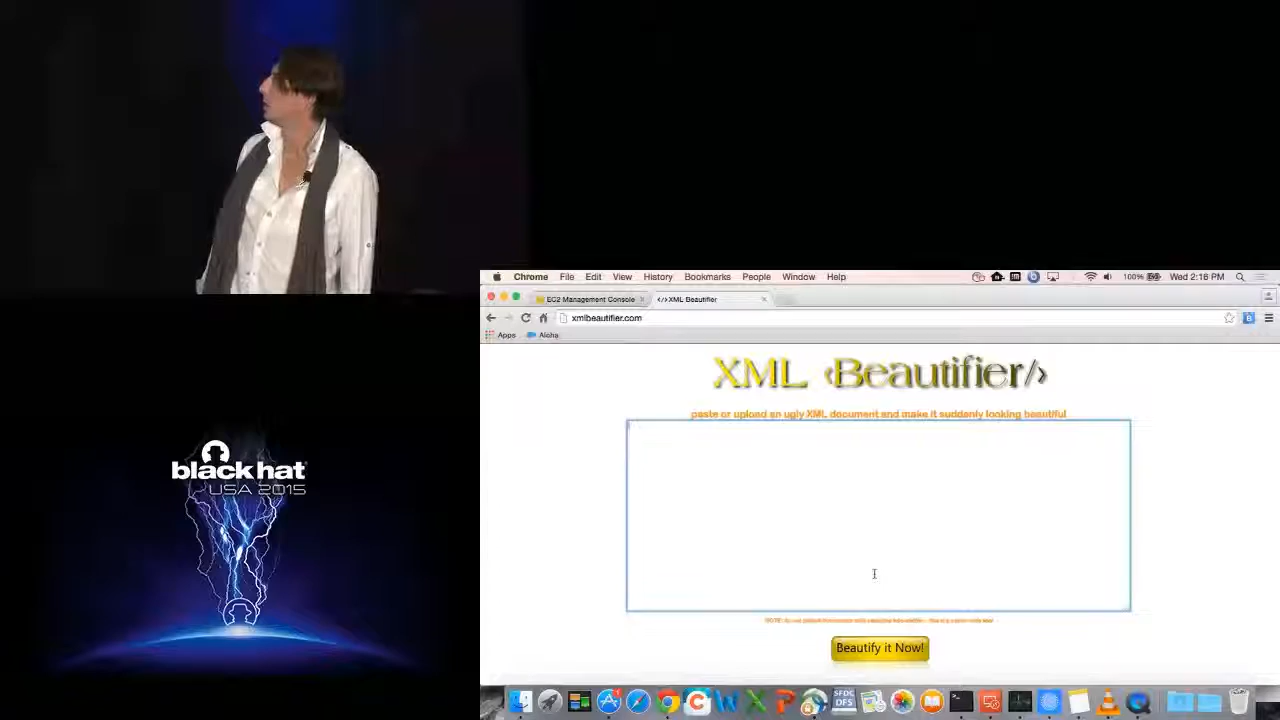 Chrome File Edit View History Bookmarks People Window Help 100% Wed 2:16 PM
EC2 Management Console </> XML Beautifier
xmlbeautifier.com
Apps Aloha
XML <Beautifier/>
paste or upload an ugly XML document and make it suddenly looking beautiful
Beautify it Now!
SFDC
DFS
black hat
USA 2015